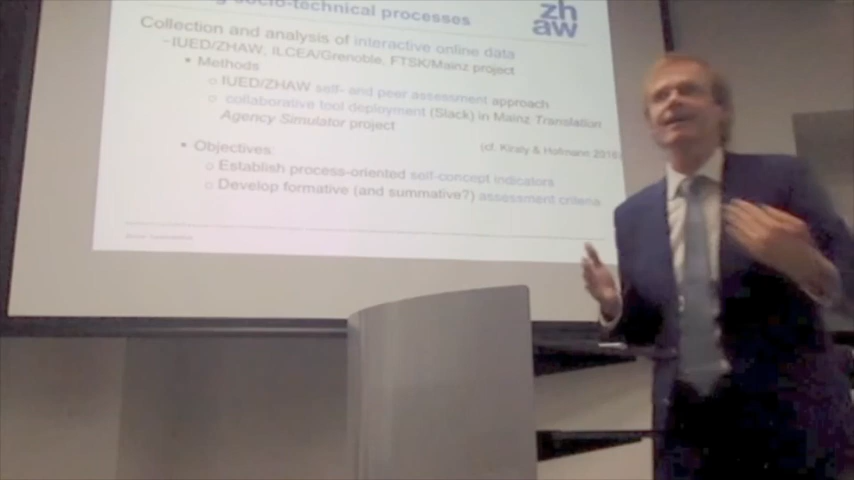 socio-technical processes
zh
aw
Collection and analysis of interactive online data
–IUED/ZHAW, ILCEA/Grenoble, FTSK/Mainz project
• Methods
o IUED/ZHAW self- and peer assessment approach
o collaborative tool deployment (Slack) in Mainz Translation
Agency Simulator project
(cf. Kiraly & Hofmann 2016)
• Objectives:
o Establish process-oriented self-concept indicators
o Develop formative (and summative?) assessment criteria